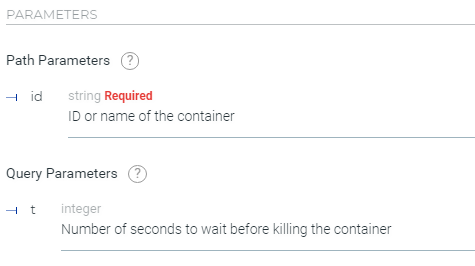 PARAMETERS
Path Parameters ?
id string Required
ID or name of the container
Query Parameters ?
t integer
Number of seconds to wait before killing the container